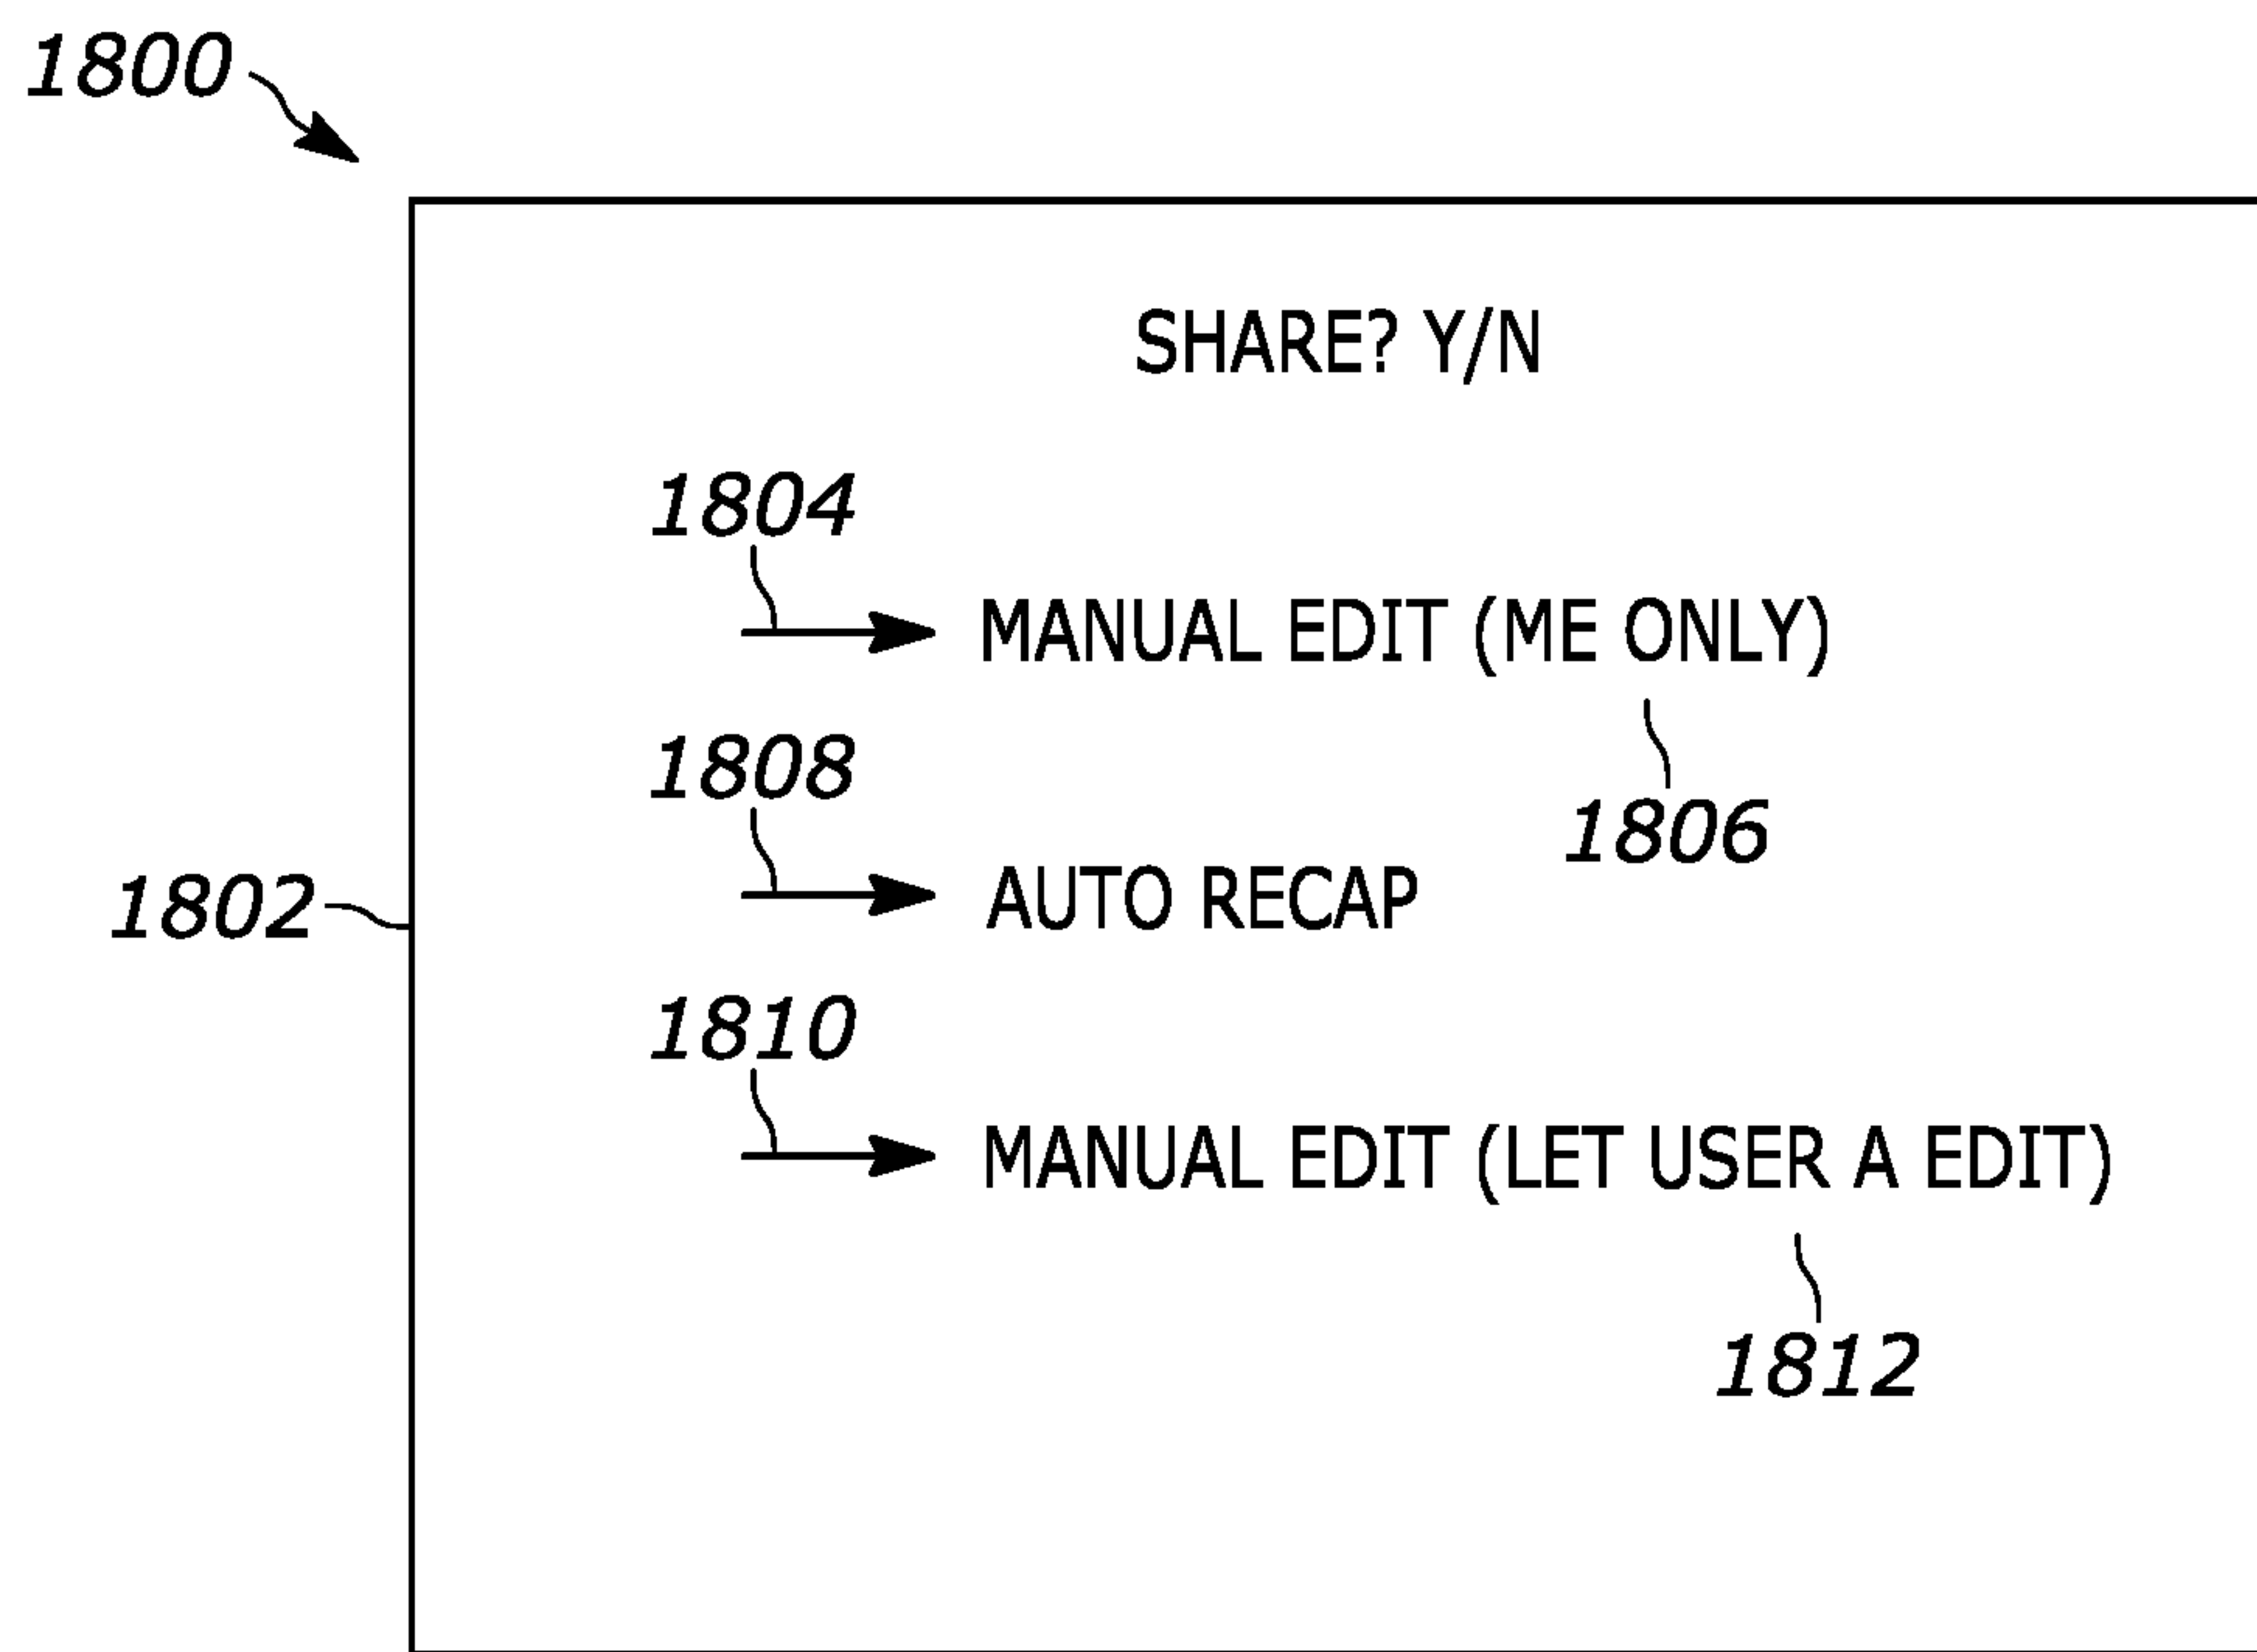 1800
SHARE? Y/N
1804
MANUAL EDIT (ME ONLY)
1806
1808
AUTO RECAP
1802
1810
MANUAL EDIT (LET USER A EDIT)
1812